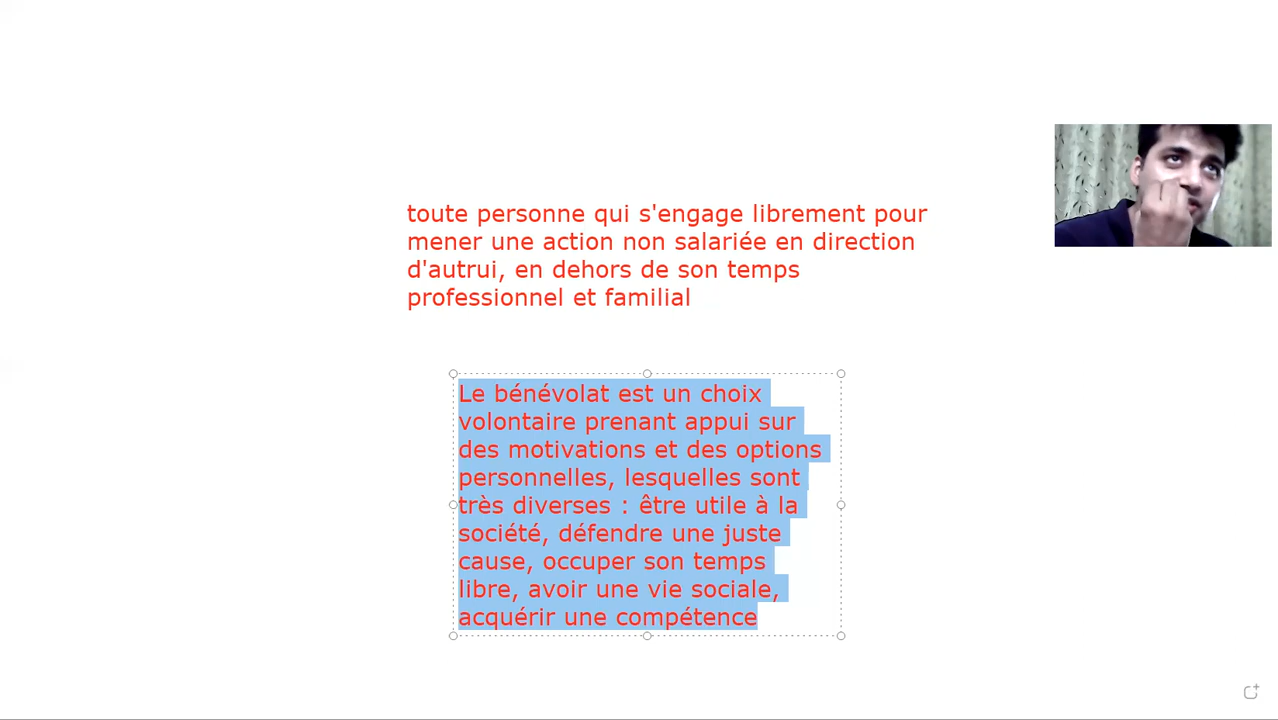 toute personne qui s'engage librement pour
mener une action non salariée en direction
d'autrui, en dehors de son temps
professionnel et familial
Le bénévolat est un choix
volontaire prenant appui sur
des motivations et des options
personnelles, lesquelles sont
très diverses : être utile à la
société, défendre une juste
cause, occuper son temps
libre, avoir une vie sociale,
acquérir une compétence